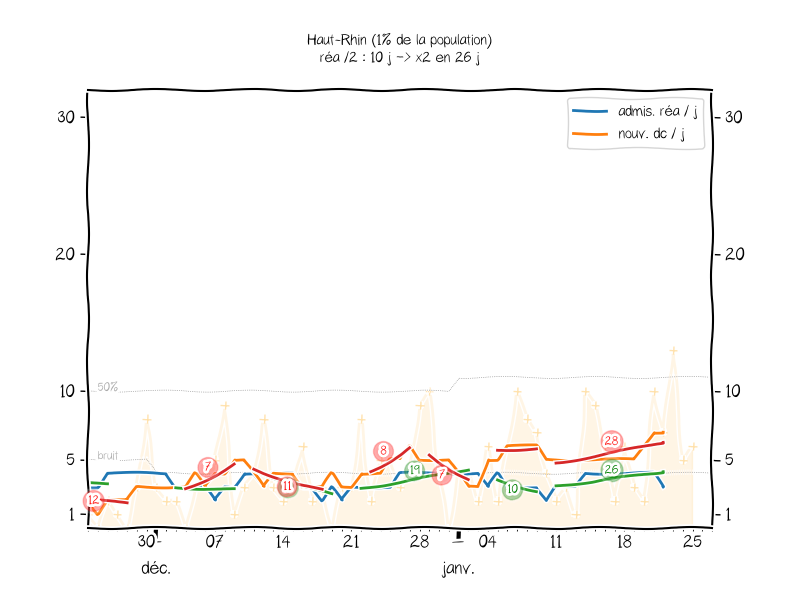 Haut-Rhin (1% de la population)
réa /2 : 10 j -> x2 en 26 j
admis. réa / j
nouv. dc / j
30 30
20 20
50%
10 10
bruit
5 5
1 1
12 7 11 8 19 7 10 28 26
30 07 14 21 28 04 11 18 25
déc. janv.